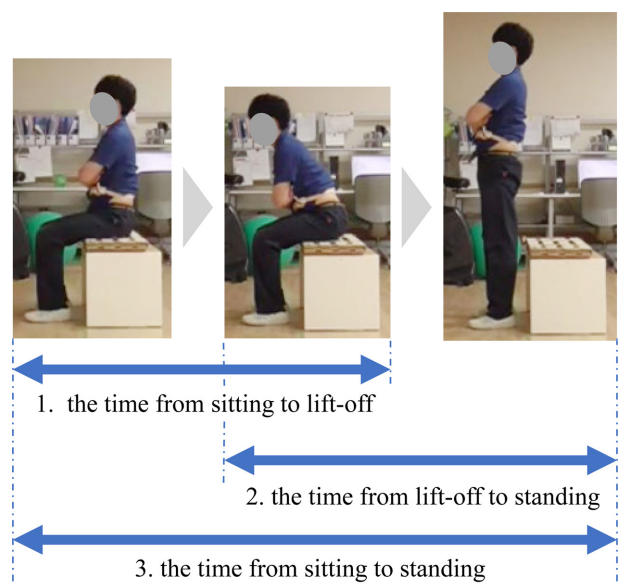 1. the time from sitting to lift-off
2. the time from lift-off to standing
3. the time from sitting to standing